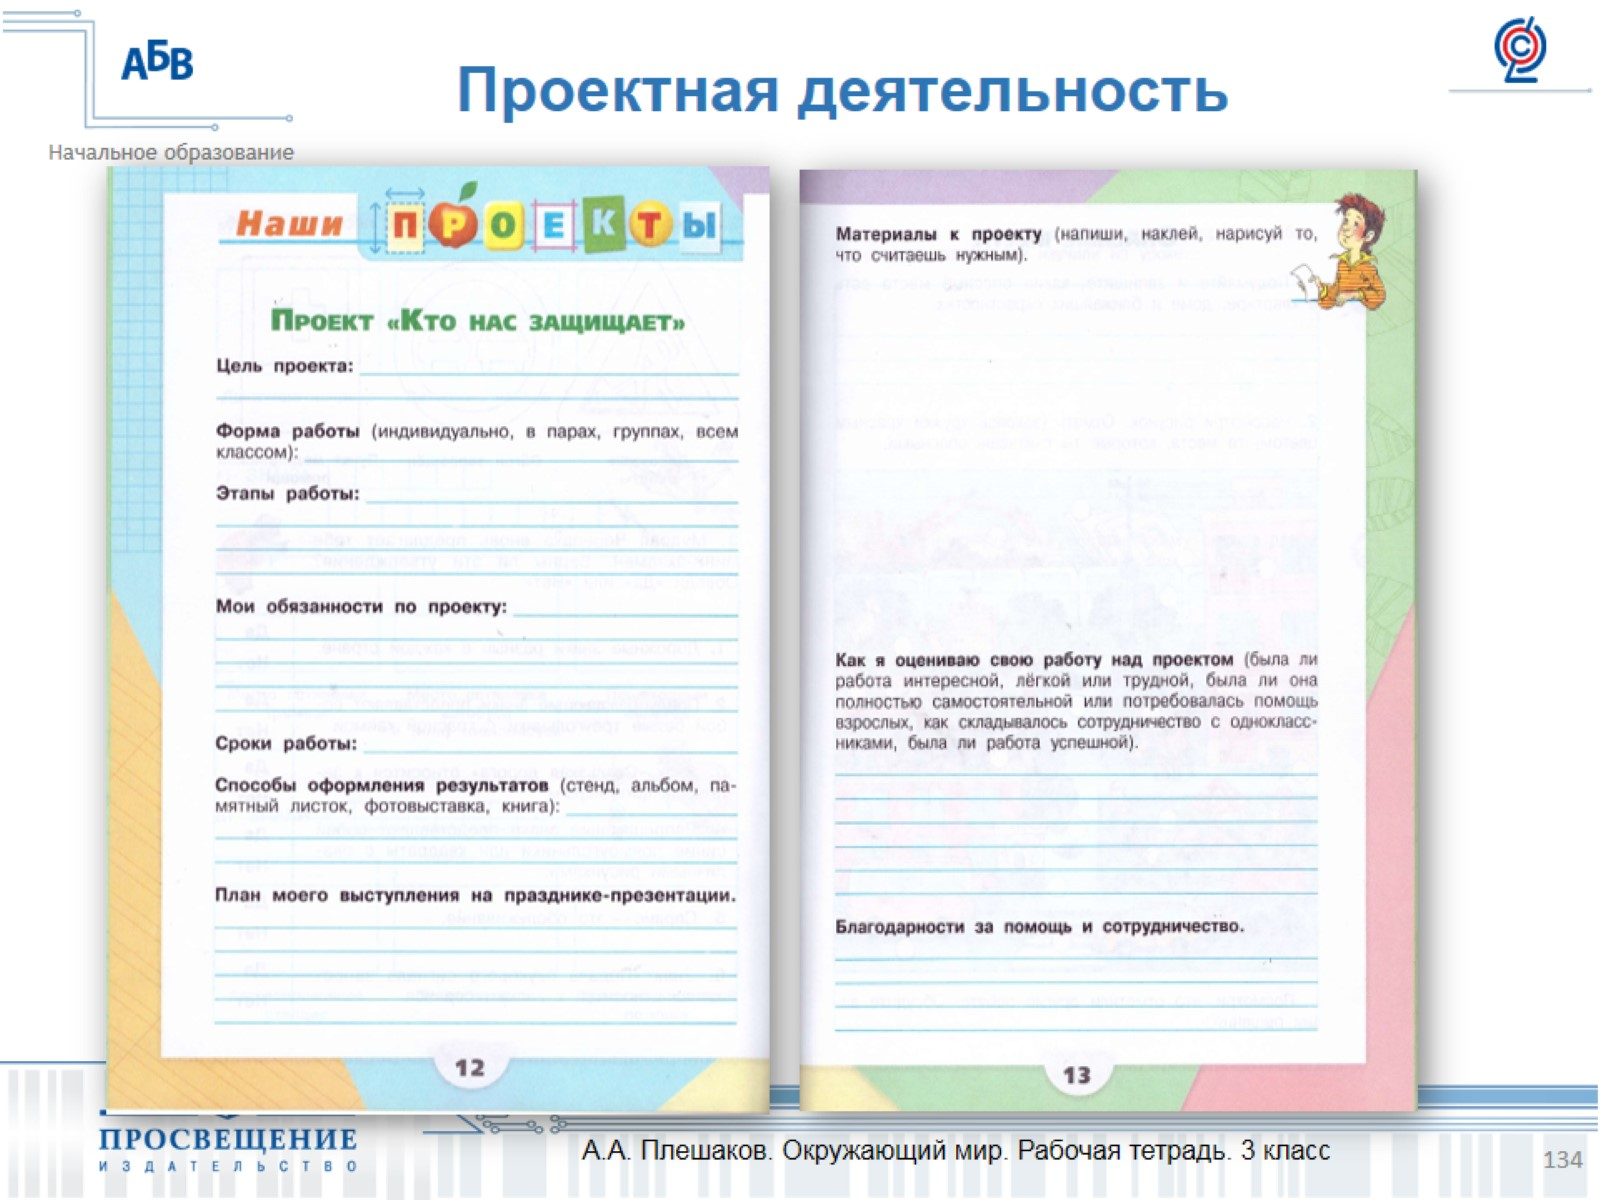 АБВ
Проектная деятельность
Начальное образование
Наши ПРОЕКТЫ
Проект «Кто нас защищает»
Цель проекта:
Форма работы (индивидуально, в парах, группах, всем
классом):
Этапы работы:
Мои обязанности по проекту:
Сроки работы:
Способы оформления результатов (стенд, альбом, па-
мятный листок, фотовыставка, книга):
План моего выступления на празднике-презентации.
12
Материалы к проекту (напиши, наклей, нарисуй то,
что считаешь нужным).
Как я оцениваю свою работу над проектом (была ли
работа интересной, лёгкой или трудной, была ли она
полностью самостоятельной или потребовалась помощь
взрослых, как складывалось сотрудничество с однокласс-
никами, была ли работа успешной).
Благодарности за помощь и сотрудничество.
13
ПРОСВЕЩЕНИЕ
ИЗДАТЕЛЬСТВО
А.А. Плешаков. Окружающий мир. Рабочая тетрадь. 3 класс
134